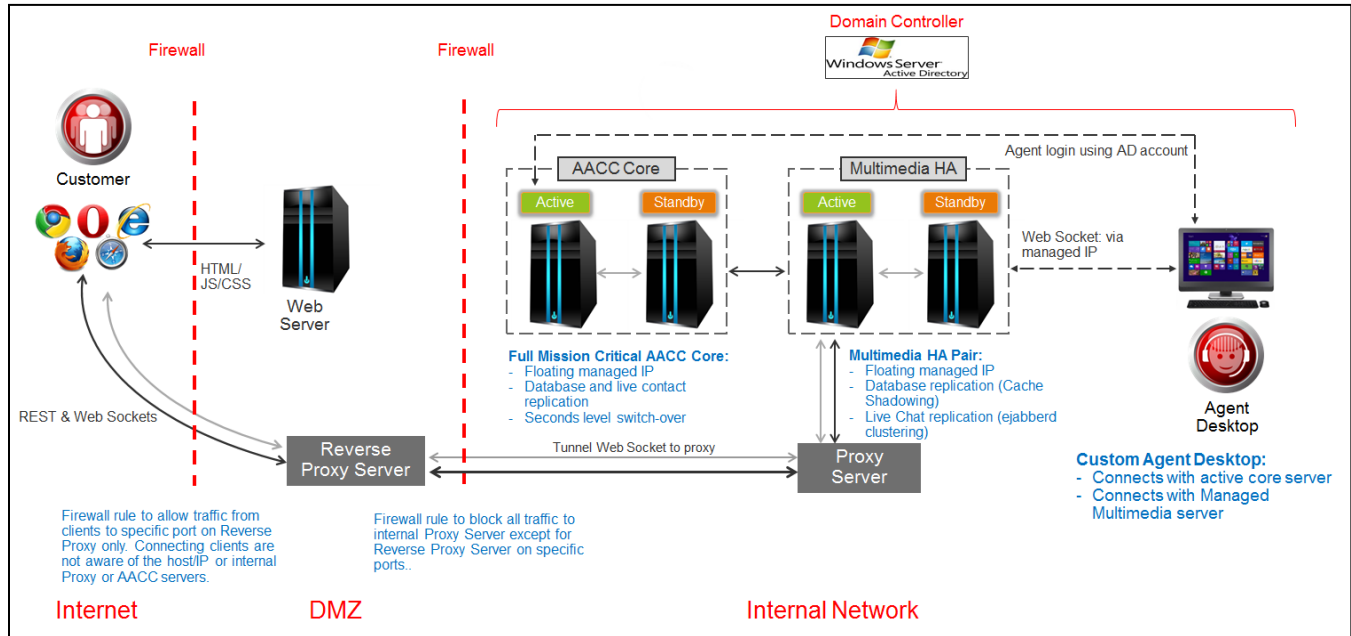 Domain Controller
Windows Server
Active Directory
Firewall
Firewall
Customer
HTML/
JS/CSS
Web
Server
REST & Web Sockets
Agent login using AD account
AACC Core
Active
Standby
Multimedia HA
Active
Standby
Web Socket: via
managed IP
Full Mission Critical AACC Core:
- Floating managed IP
- Database and live contact
replication
- Seconds level switch-over
Multimedia HA Pair:
- Floating managed IP
- Database replication (Cache
Shadowing)
- Live Chat replication (ejabberd
clustering)
Agent
Desktop
Reverse
Proxy Server
Tunnel Web Socket to proxy
Proxy
Server
Custom Agent Desktop:
- Connects with active core server
- Connects with Managed
Multimedia server
Firewall rule to allow traffic from
clients to specific port on Reverse
Proxy only. Connecting clients are
not aware of the host/IP or internal
Proxy or AACC servers.
Firewall rule to block all traffic to
internal Proxy Server except for
Reverse Proxy Server on specific
ports..
Internet
DMZ
Internal Network